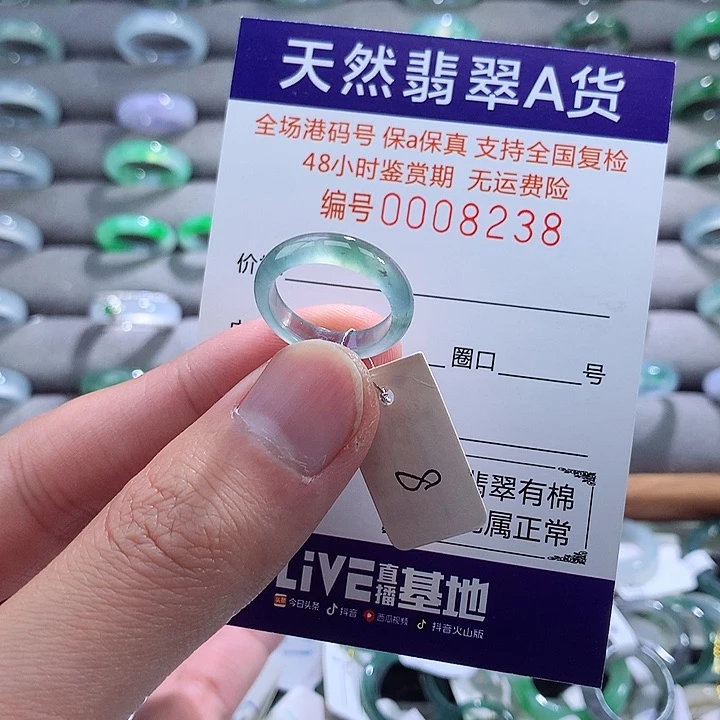 天然翡翠A货
全场港码号 保a保真 支持全国复检
48小时鉴赏期 无运费险
编号0008238
价
圈口 号
翡翠有棉
属正常
LiVE直播基地
今日头条 抖音 西瓜视频 抖音火山版